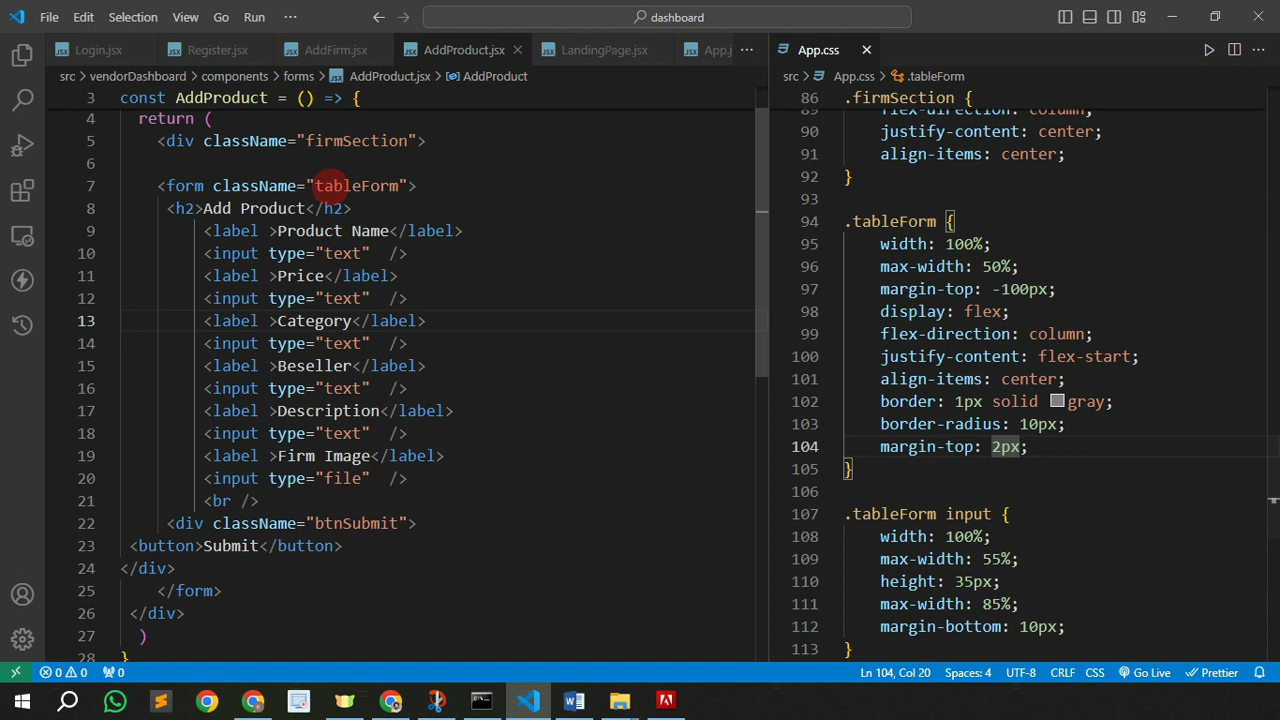 File Edit Selection View Go Run ··· dashboard
Login.jsx Register.jsx AddFirm.jsx AddProduct.jsx LandingPage.jsx App.j ··· App.css
src > vendorDashboard > components > forms > AddProduct.jsx > AddProduct
3 const AddProduct = () => {
4 return (
5 <div className="firmSection">
6
7 <form className="tableForm">
8 <h2>Add Product</h2>
9 <label >Product Name</label>
10 <input type="text" />
11 <label >Price</label>
12 <input type="text" />
13 <label >Category</label>
14 <input type="text" />
15 <label >Beseller</label>
16 <input type="text" />
17 <label >Description</label>
18 <input type="text" />
19 <label >Firm Image</label>
20 <input type="file" />
21 <br />
22 <div className="btnSubmit">
23 <button>Submit</button>
24 </div>
25 </form>
26 </div>
27 )
28 }
src > App.css > .tableForm
86 .firmSection {
89 flex-direction: column;
90 justify-content: center;
91 align-items: center;
92 }
93
94 .tableForm {
95 width: 100%;
96 max-width: 50%;
97 margin-top: -100px;
98 display: flex;
99 flex-direction: column;
100 justify-content: flex-start;
101 align-items: center;
102 border: 1px solid gray;
103 border-radius: 10px;
104 margin-top: 2px;
105 }
106
107 .tableForm input {
108 width: 100%;
109 max-width: 55%;
110 height: 35px;
111 max-width: 85%;
112 margin-bottom: 10px;
113 }
0 0 0 Ln 104, Col 20 Spaces: 4 UTF-8 CRLF CSS Go Live Prettier